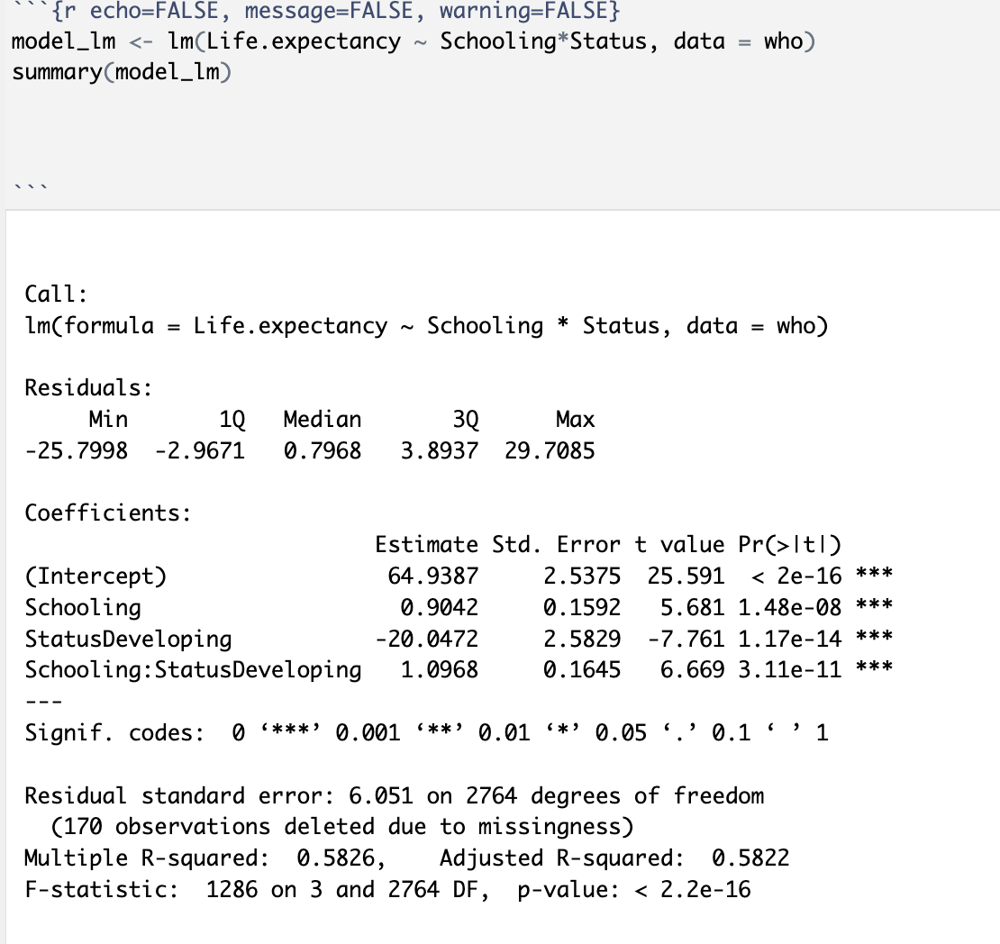 ```{r echo=FALSE, message=FALSE, warning=FALSE}
model_lm <- lm(Life.expectancy ~ Schooling*Status, data = who)
summary(model_lm)
```
Call:
lm(formula = Life.expectancy ~ Schooling * Status, data = who)
Residuals:
     Min       1Q   Median       3Q      Max
-25.7998  -2.9671   0.7968   3.8937  29.7085
Coefficients:
                           Estimate Std. Error t value Pr(>|t|)
(Intercept)                 64.9387     2.5375  25.591  < 2e-16 ***
Schooling                    0.9042     0.1592   5.681 1.48e-08 ***
StatusDeveloping           -20.0472     2.5829  -7.761 1.17e-14 ***
Schooling:StatusDeveloping   1.0968     0.1645   6.669 3.11e-11 ***
---
Signif. codes:  0 ‘***’ 0.001 ‘**’ 0.01 ‘*’ 0.05 ‘.’ 0.1 ‘ ’ 1
Residual standard error: 6.051 on 2764 degrees of freedom
  (170 observations deleted due to missingness)
Multiple R-squared:  0.5826,    Adjusted R-squared:  0.5822
F-statistic:  1286 on 3 and 2764 DF,  p-value: < 2.2e-16